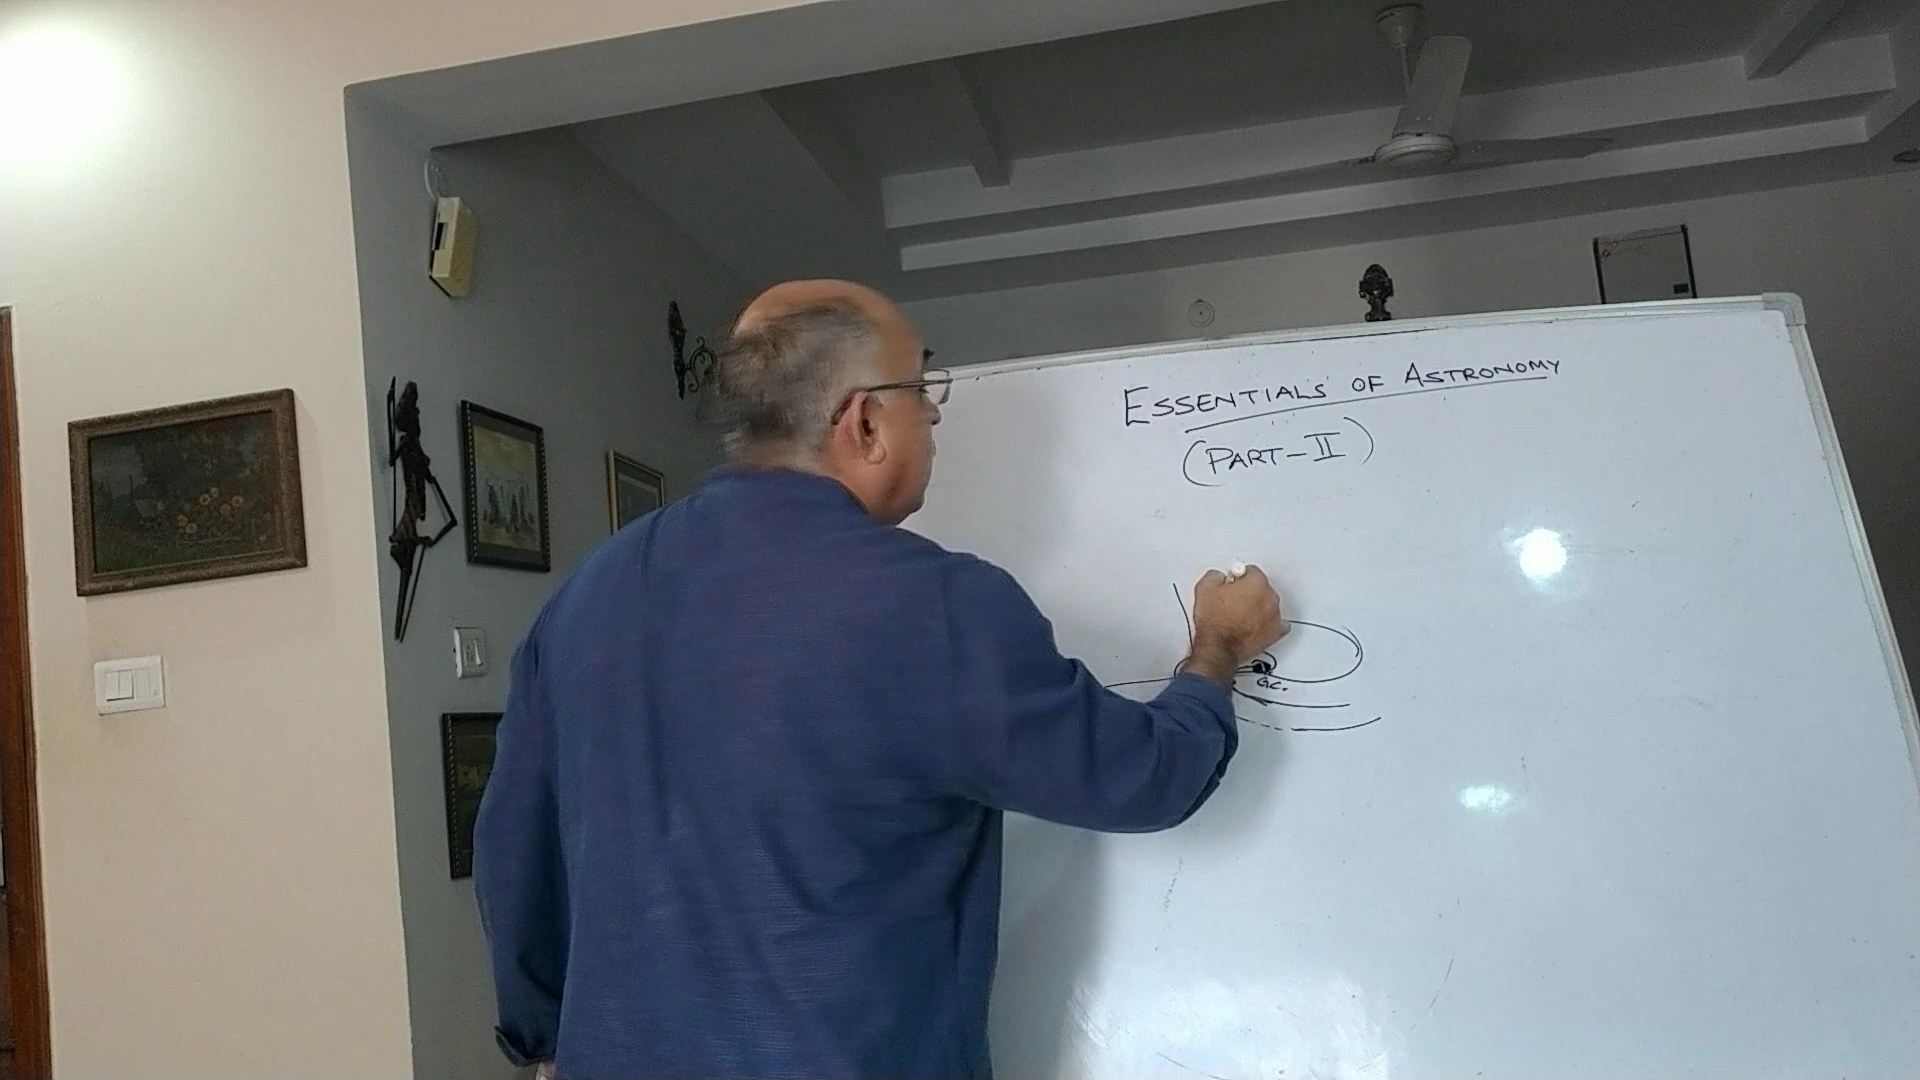 ESSENTIALS OF ASTRONOMY
(PART-II)
G.C.